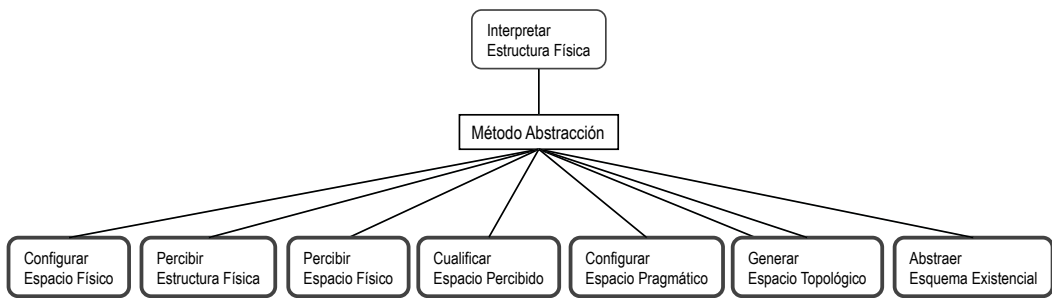 Interpretar
Estructura Física
Método Abstracción
Configurar
Espacio Físico
Percibir
Estructura Física
Percibir
Espacio Físico
Cualificar
Espacio Percibido
Configurar
Espacio Pragmático
Generar
Espacio Topológico
Abstraer
Esquema Existencial